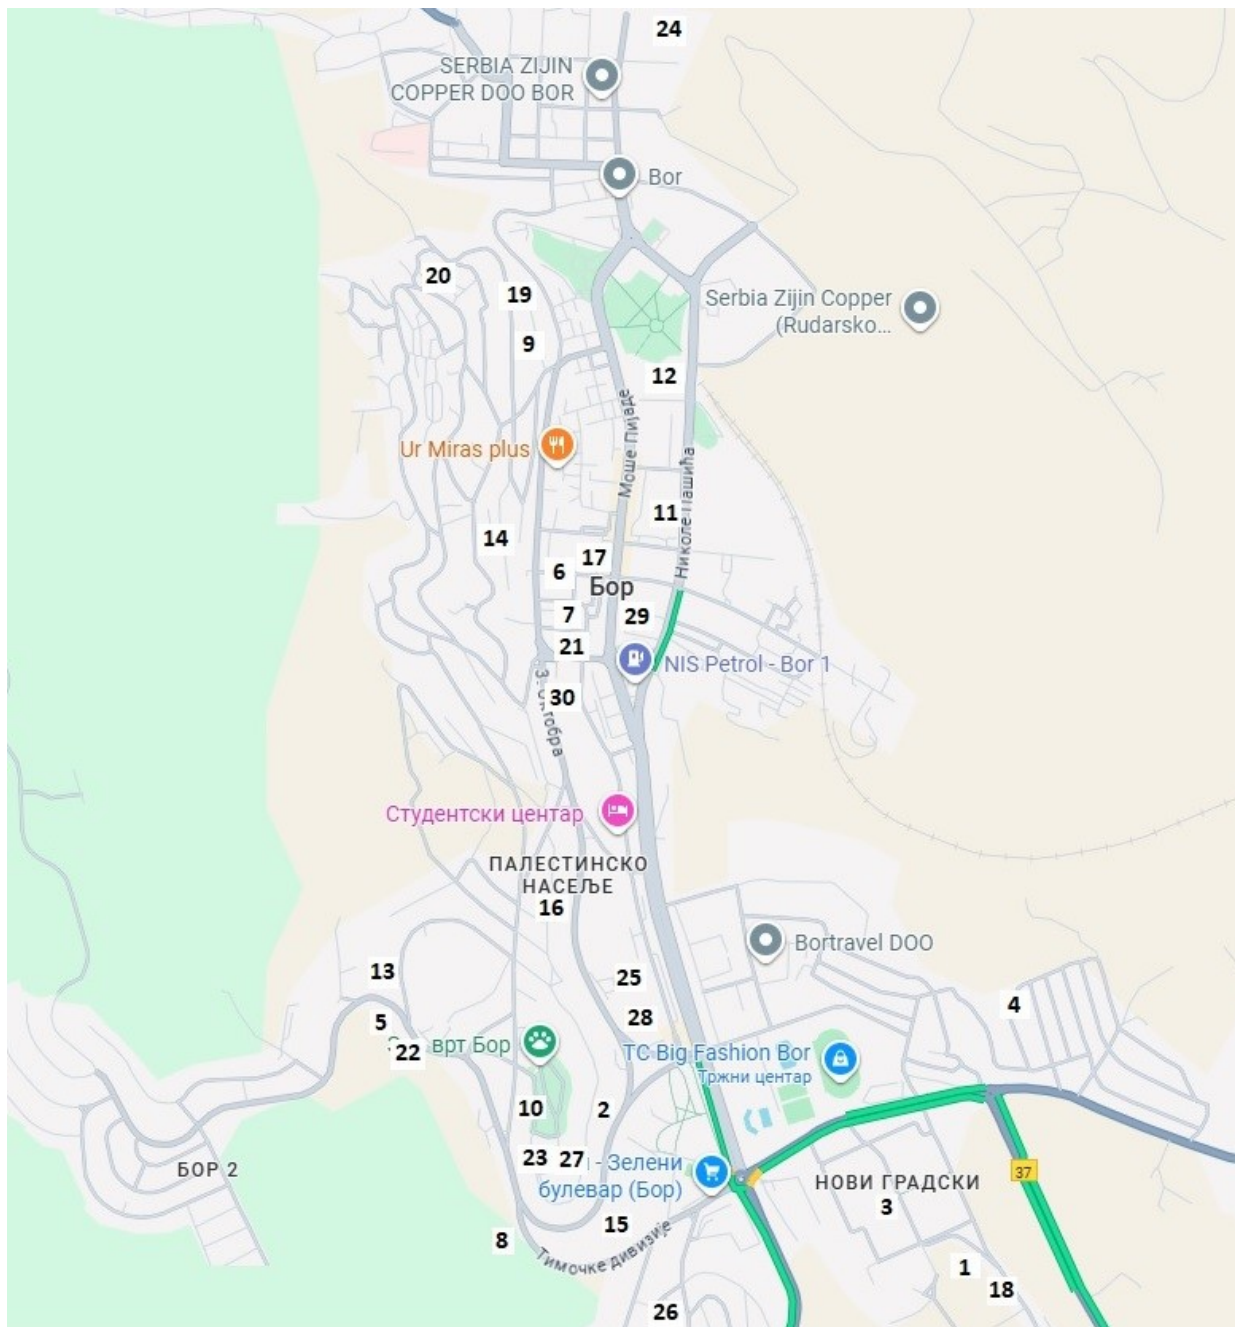 24
SERBIA ZIJIN
COPPER DOO BOR
Bor
20
19
Serbia Zijin Copper
(Rudarsko...
9
12
Моше Пијаде
Ur Miras plus
Николе Пашића
11
14
17
6
Бор
7
29
21
NIS Petrol - Bor 1
30
3. Октобра
Студентски центар
ПАЛЕСТИНСКО
НАСЕЉЕ
16
Bortravel DOO
13
25
4
5
28
22
врт Бор
TC Big Fashion Bor
Тржни центар
10
2
23
27
- Зелени
булевар (Бор)
БОР 2
37
НОВИ ГРАДСКИ
3
15
8
Тимочке дивизије
1
18
26